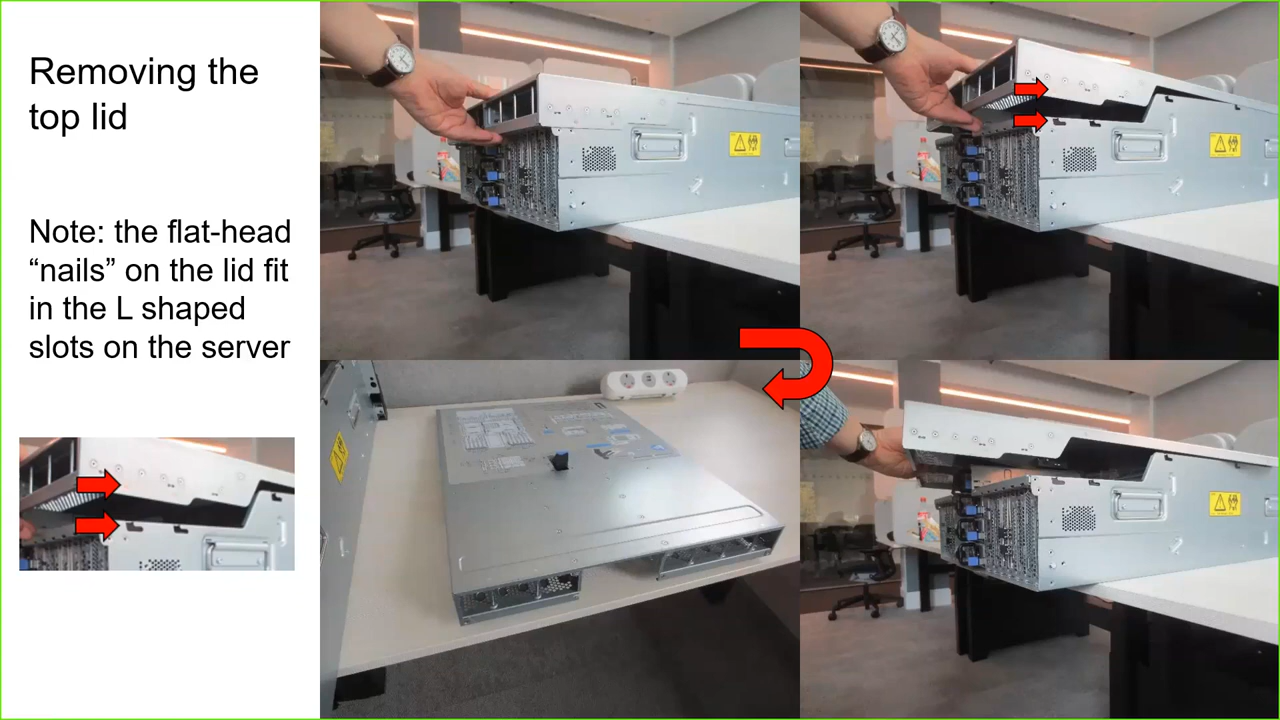 Removing the
top lid
Note: the flat-head
“nails” on the lid fit
in the L shaped
slots on the server